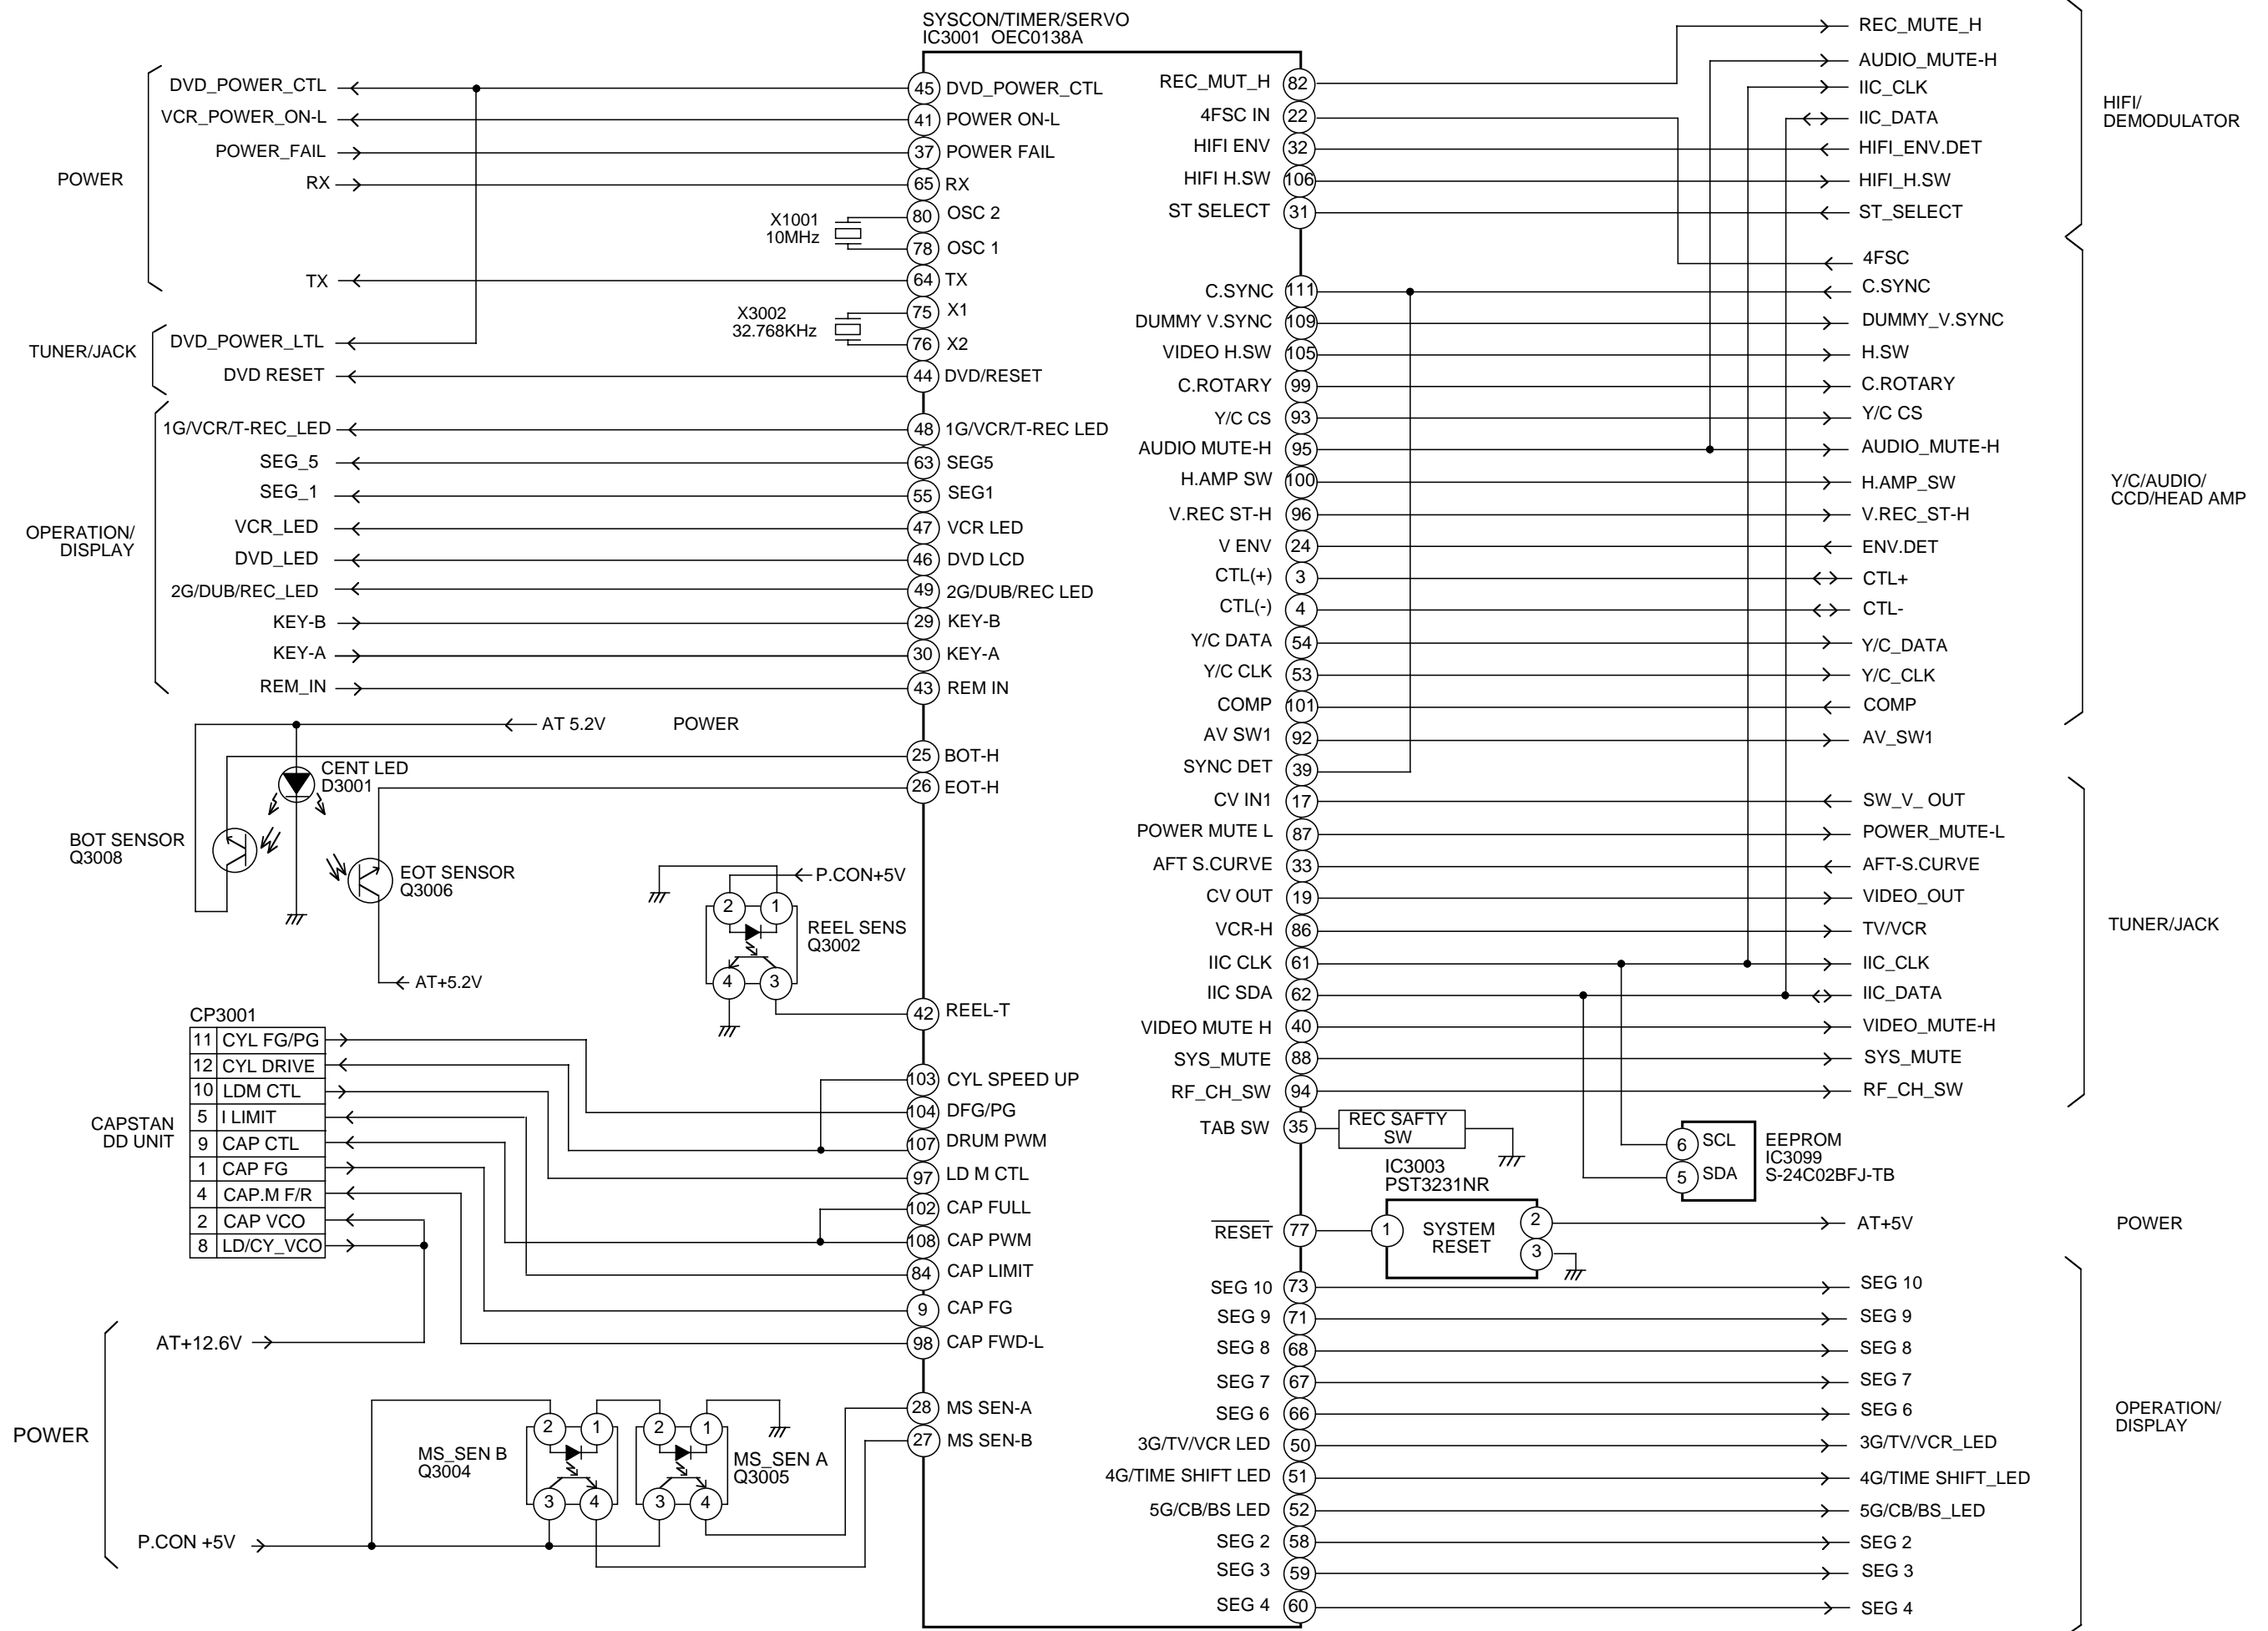 SYSCON/TIMER/SERVO
IC3001 OEC0138A
POWER
DVD_POWER_CTL
VCR_POWER_ON-L
POWER_FAIL
RX
TX
X1001
10MHz
X3002
32.768KHz
TUNER/JACK
DVD_POWER_LTL
DVD RESET
OPERATION/
DISPLAY
1G/VCR/T-REC_LED
SEG_5
SEG_1
VCR_LED
DVD_LED
2G/DUB/REC_LED
KEY-B
KEY-A
REM_IN
45 DVD_POWER_CTL
41 POWER ON-L
37 POWER FAIL
65 RX
80 OSC 2
78 OSC 1
64 TX
75 X1
76 X2
44 DVD/RESET
48 1G/VCR/T-REC LED
63 SEG5
55 SEG1
47 VCR LED
46 DVD LCD
49 2G/DUB/REC LED
29 KEY-B
30 KEY-A
43 REM IN
AT 5.2V
POWER
25 BOT-H
26 EOT-H
CENT LED
D3001
BOT SENSOR
Q3008
EOT SENSOR
Q3006
AT+5.2V
P.CON+5V
2 1
REEL SENS
Q3002
4 3
42 REEL-T
CP3001
CAPSTAN
DD UNIT
11 CYL FG/PG
12 CYL DRIVE
10 LDM CTL
5 I LIMIT
9 CAP CTL
1 CAP FG
4 CAP.M F/R
2 CAP VCO
8 LD/CY_VCO
103 CYL SPEED UP
104 DFG/PG
107 DRUM PWM
97 LD M CTL
102 CAP FULL
108 CAP PWM
84 CAP LIMIT
9 CAP FG
98 CAP FWD-L
28 MS SEN-A
27 MS SEN-B
POWER
AT+12.6V
P.CON +5V
2 1 2 1
MS_SEN B
Q3004
MS_SEN A
Q3005
3 4 3 4
REC_MUT_H 82
4FSC IN 22
HIFI ENV 32
HIFI H.SW 106
ST SELECT 31
C.SYNC 111
DUMMY V.SYNC 109
VIDEO H.SW 105
C.ROTARY 99
Y/C CS 93
AUDIO MUTE-H 95
H.AMP SW 100
V.REC ST-H 96
V ENV 24
CTL(+) 3
CTL(-) 4
Y/C DATA 54
Y/C CLK 53
COMP 101
AV SW1 92
SYNC DET 39
CV IN1 17
POWER MUTE L 87
AFT S.CURVE 33
CV OUT 19
VCR-H 86
IIC CLK 61
IIC SDA 62
VIDEO MUTE H 40
SYS_MUTE 88
RF_CH_SW 94
TAB SW 35
RESET 77
SEG 10 73
SEG 9 71
SEG 8 68
SEG 7 67
SEG 6 66
3G/TV/VCR LED 50
4G/TIME SHIFT LED 51
5G/CB/BS LED 52
SEG 2 58
SEG 3 59
SEG 4 60
REC SAFTY
SW
IC3003
PST3231NR
1
SYSTEM
RESET
2
3
6 SCL
5 SDA
EEPROM
IC3099
S-24C02BFJ-TB
REC_MUTE_H
AUDIO_MUTE-H
IIC_CLK
IIC_DATA
HIFI_ENV.DET
HIFI_H.SW
ST_SELECT
HIFI/
DEMODULATOR
4FSC
C.SYNC
DUMMY_V.SYNC
H.SW
C.ROTARY
Y/C CS
AUDIO_MUTE-H
H.AMP_SW
V.REC_ST-H
ENV.DET
CTL+
CTL-
Y/C_DATA
Y/C_CLK
COMP
Y/C/AUDIO/
CCD/HEAD AMP
AV_SW1
SW_V_ OUT
POWER_MUTE-L
AFT-S.CURVE
VIDEO_OUT
TV/VCR
IIC_CLK
IIC_DATA
VIDEO_MUTE-H
SYS_MUTE
RF_CH_SW
TUNER/JACK
AT+5V
POWER
SEG 10
SEG 9
SEG 8
SEG 7
SEG 6
3G/TV/VCR_LED
4G/TIME SHIFT_LED
5G/CB/BS_LED
SEG 2
SEG 3
SEG 4
OPERATION/
DISPLAY